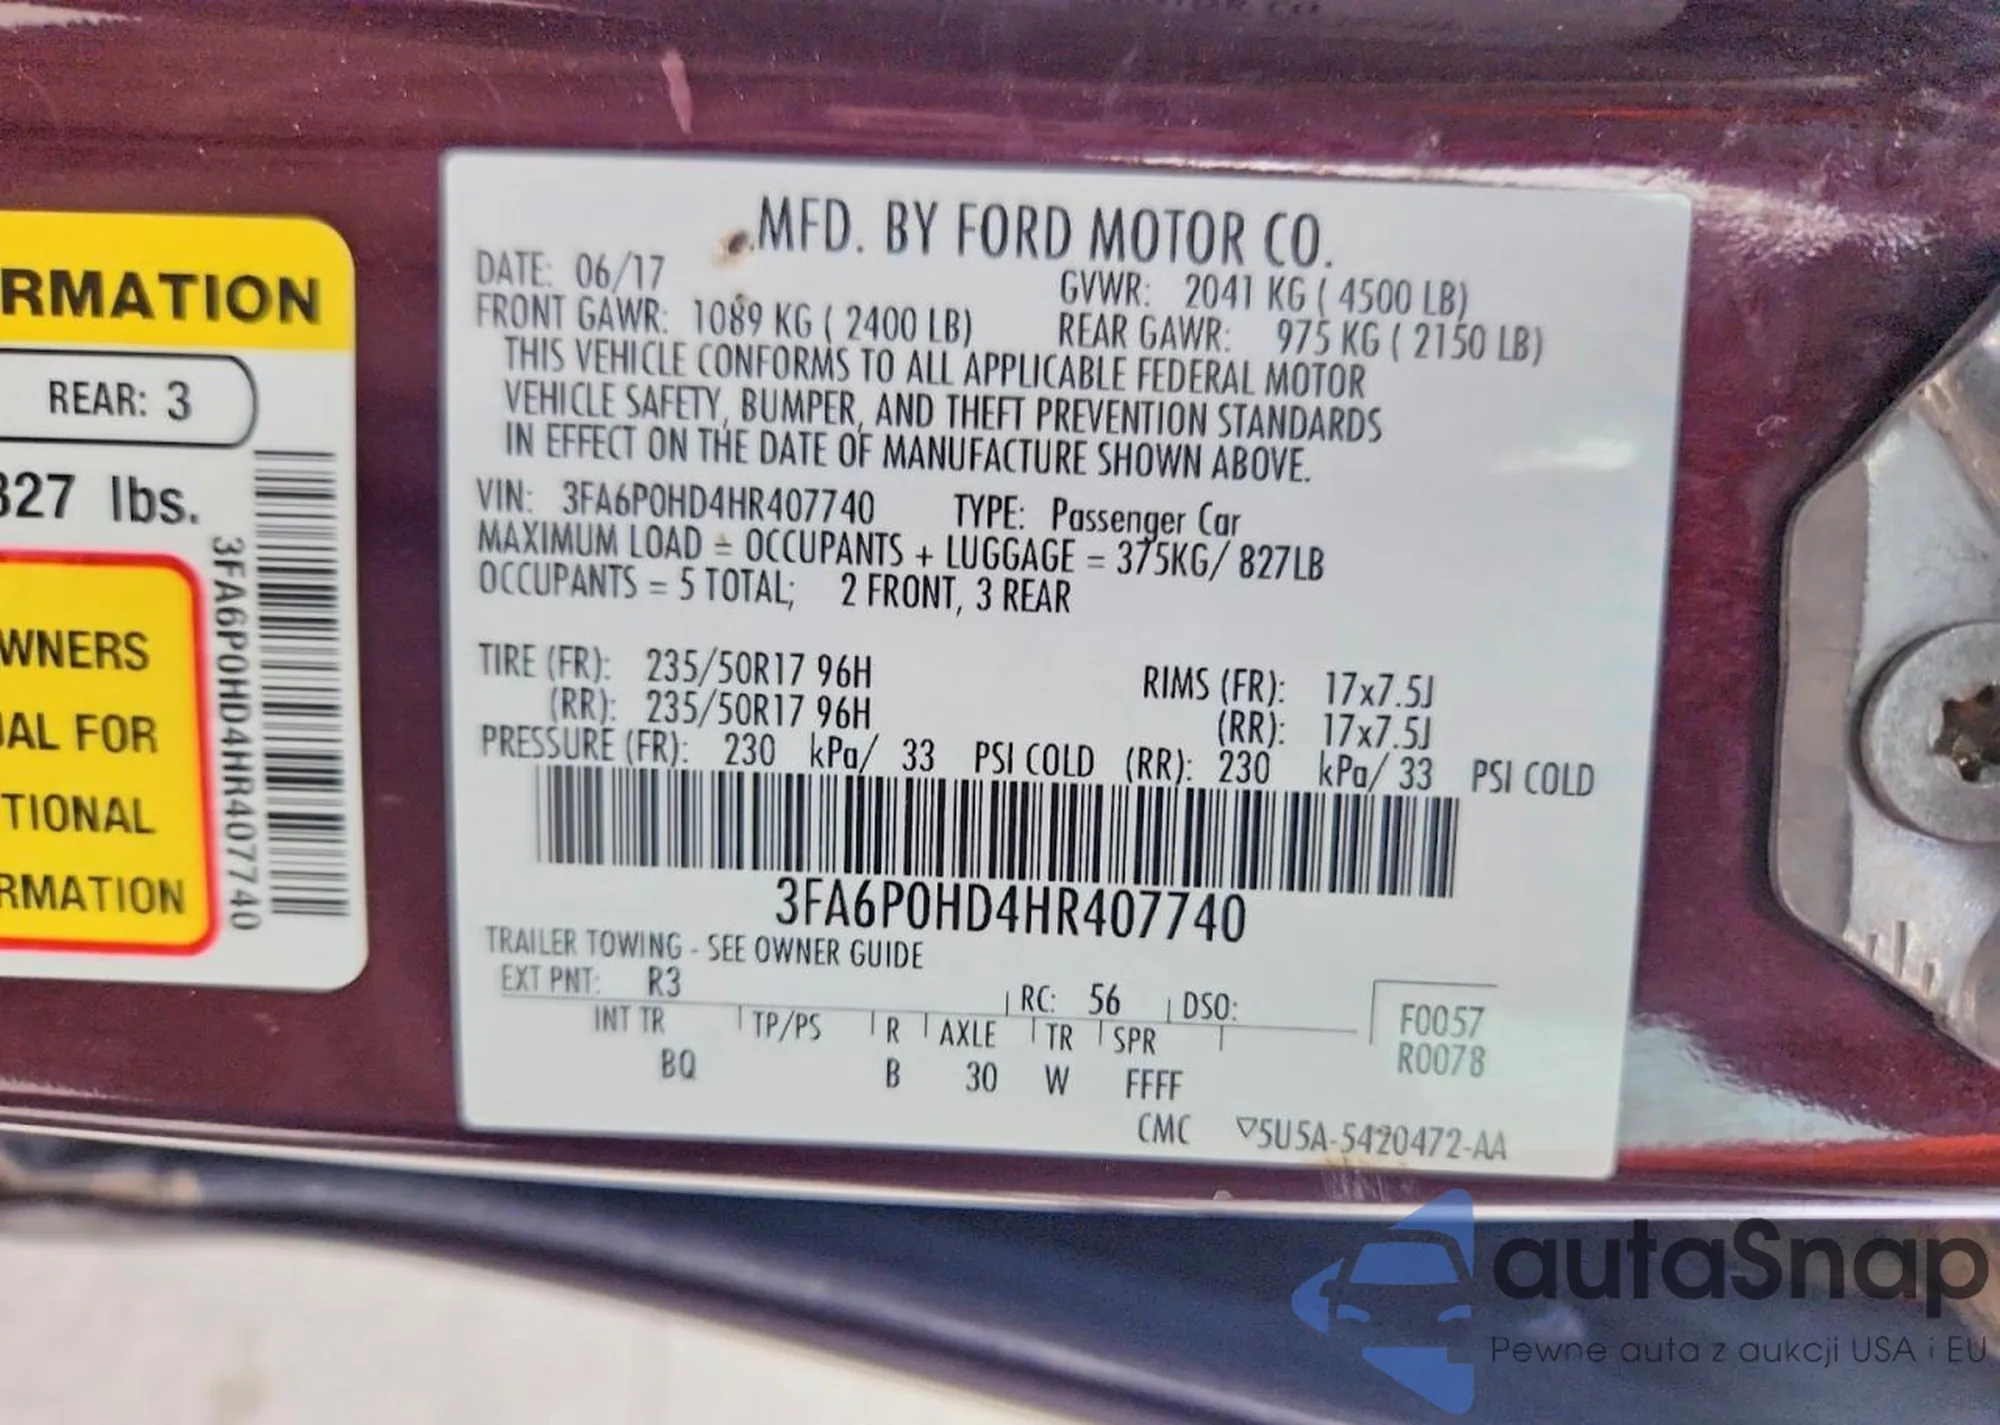 RMATION
REAR: 3
827 lbs.
WNERS
UAL FOR
TIONAL
RMATION
3FA6P0HD4HR407740
MFD. BY FORD MOTOR CO.
DATE: 06/17 GVWR: 2041 KG ( 4500 LB)
FRONT GAWR: 1089 KG ( 2400 LB) REAR GAWR: 975 KG ( 2150 LB)
THIS VEHICLE CONFORMS TO ALL APPLICABLE FEDERAL MOTOR
VEHICLE SAFETY, BUMPER, AND THEFT PREVENTION STANDARDS
IN EFFECT ON THE DATE OF MANUFACTURE SHOWN ABOVE.
VIN: 3FA6P0HD4HR407740 TYPE: Passenger Car
MAXIMUM LOAD = OCCUPANTS + LUGGAGE = 375KG/ 827LB
OCCUPANTS = 5 TOTAL; 2 FRONT, 3 REAR
TIRE (FR): 235/50R17 96H RIMS (FR): 17x7.5J
(RR): 235/50R17 96H (RR): 17x7.5J
PRESSURE (FR): 230 kPa/ 33 PSI COLD (RR): 230 kPa/ 33 PSI COLD
3FA6P0HD4HR407740
TRAILER TOWING - SEE OWNER GUIDE
EXT PNT: R3 RC: 56 DSO: F0057
INT TR TP/PS R AXLE TR SPR R0078
BQ B 30 W FFFF
CMC ▽5U5A-5420472-AA
autaSnap
Pewne auta z aukcji USA i EU